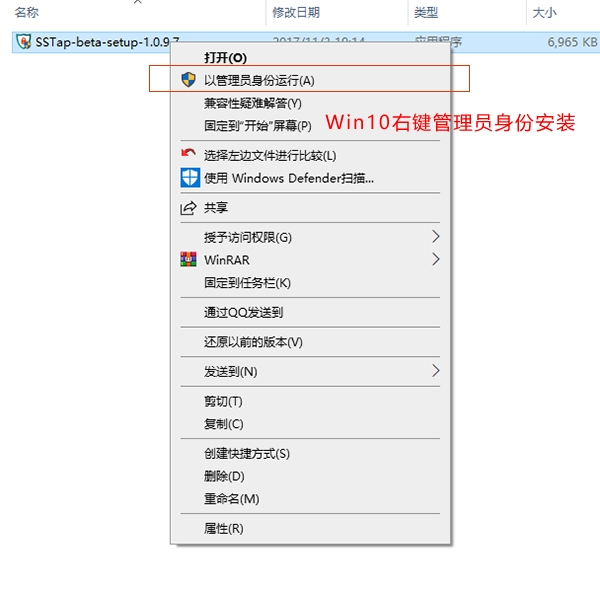 名称 修改日期 类型 大小
SSTap-beta-setup-1.0.9.7 2017/11/3 19:14 应用程序 6,965 KB
打开(O)
以管理员身份运行(A)
兼容性疑难解答(Y)
固定到"开始"屏幕(P)
Win10右键管理员身份安装
选择左边文件进行比较(L)
使用 Windows Defender扫描...
共享
授予访问权限(G)
WinRAR
固定到任务栏(K)
通过QQ发送到
还原以前的版本(V)
发送到(N)
剪切(T)
复制(C)
创建快捷方式(S)
删除(D)
重命名(M)
属性(R)